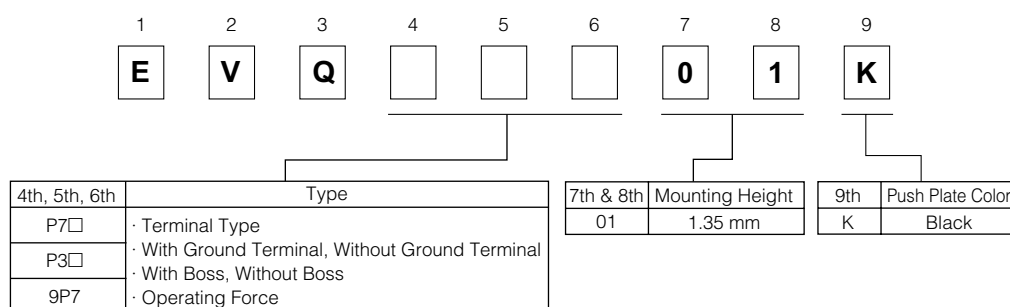 1 2 3 4 5 6 7 8 9
E V Q 0 1 K
4th, 5th, 6th Type
P7□
P3□
9P7
· Terminal Type
· With Ground Terminal, Without Ground Terminal
· With Boss, Without Boss
· Operating Force
7th & 8th Mounting Height
01 1.35 mm
9th Push Plate Color
K Black